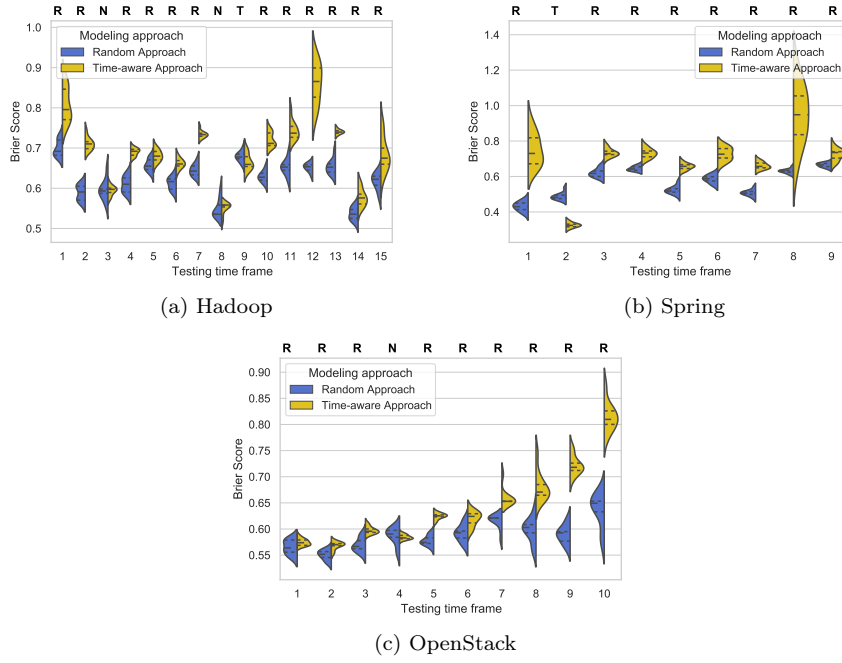 R R N R R R R N T R R R R R R
Modeling approach
Random Approach
Time-aware Approach
Brier Score
1.0
0.9
0.8
0.7
0.6
0.5
1 2 3 4 5 6 7 8 9 10 11 12 13 14 15
Testing time frame
(a) Hadoop
R T R R R R R R R
Modeling approach
Random Approach
Time-aware Approach
Brier Score
1.4
1.2
1.0
0.8
0.6
0.4
1 2 3 4 5 6 7 8 9
Testing time frame
(b) Spring
R R R N R R R R R R
Modeling approach
Random Approach
Time-aware Approach
Brier Score
0.90
0.85
0.80
0.75
0.70
0.65
0.60
0.55
1 2 3 4 5 6 7 8 9 10
Testing time frame
(c) OpenStack